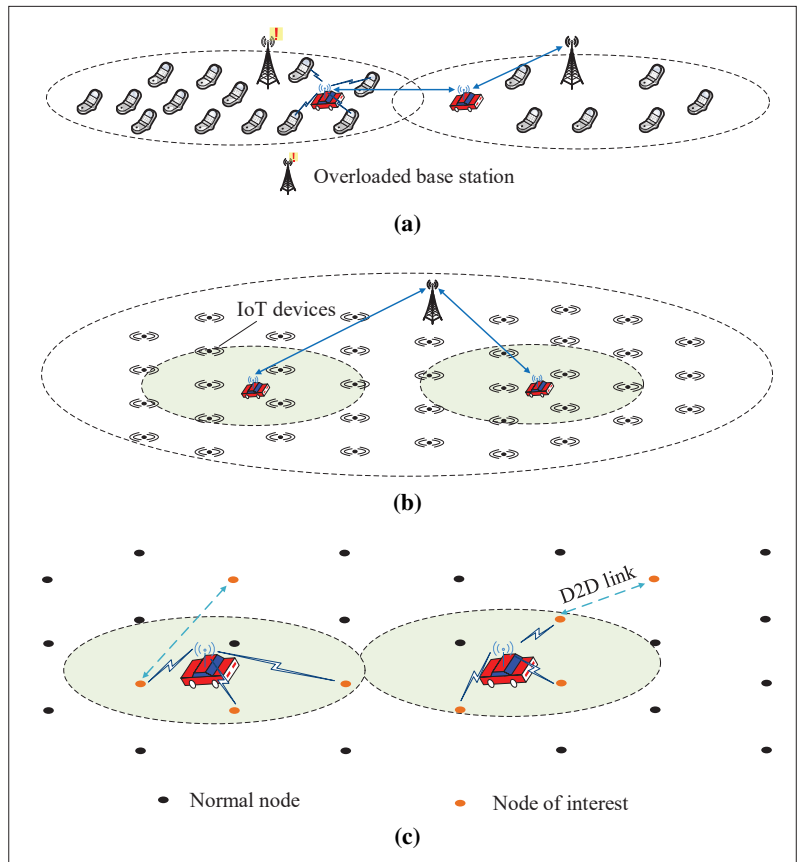 !
! Overloaded base station
(a)
IoT devices
(b)
D2D link
Normal node
Node of interest
(c)